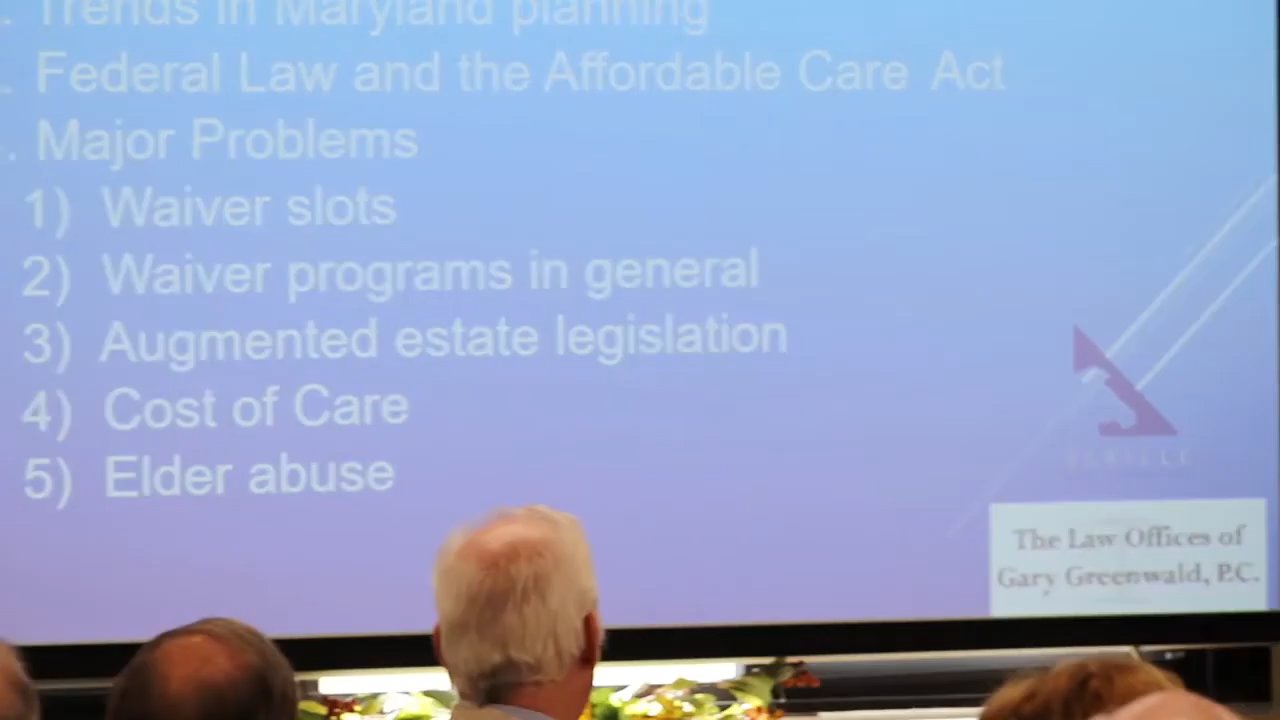 Trends in Maryland planning
Federal Law and the Affordable Care Act
Major Problems
1) Waiver slots
2) Waiver programs in general
3) Augmented estate legislation
4) Cost of Care
5) Elder abuse
The Law Offices of
Gary Greenwald, P.C.